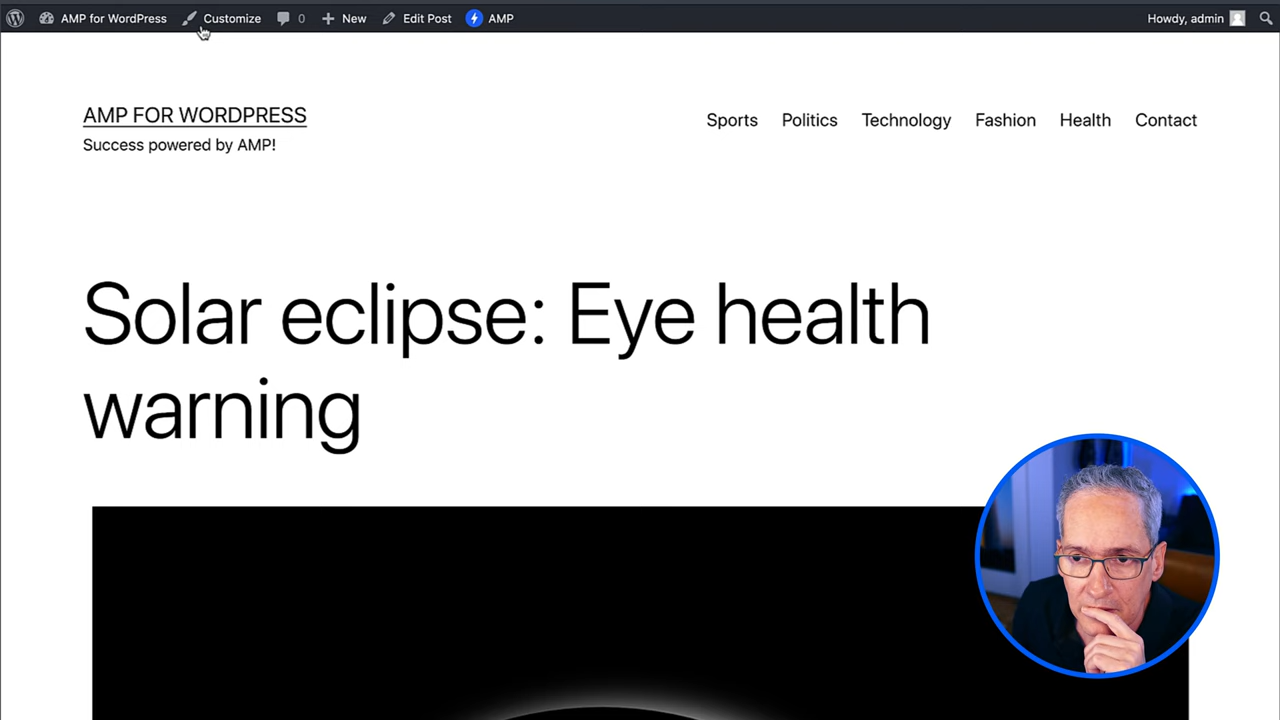 AMP for WordPress Customize 0 New Edit Post AMP Howdy, admin
AMP FOR WORDPRESS
Success powered by AMP!
Sports Politics Technology Fashion Health Contact
Solar eclipse: Eye health
warning